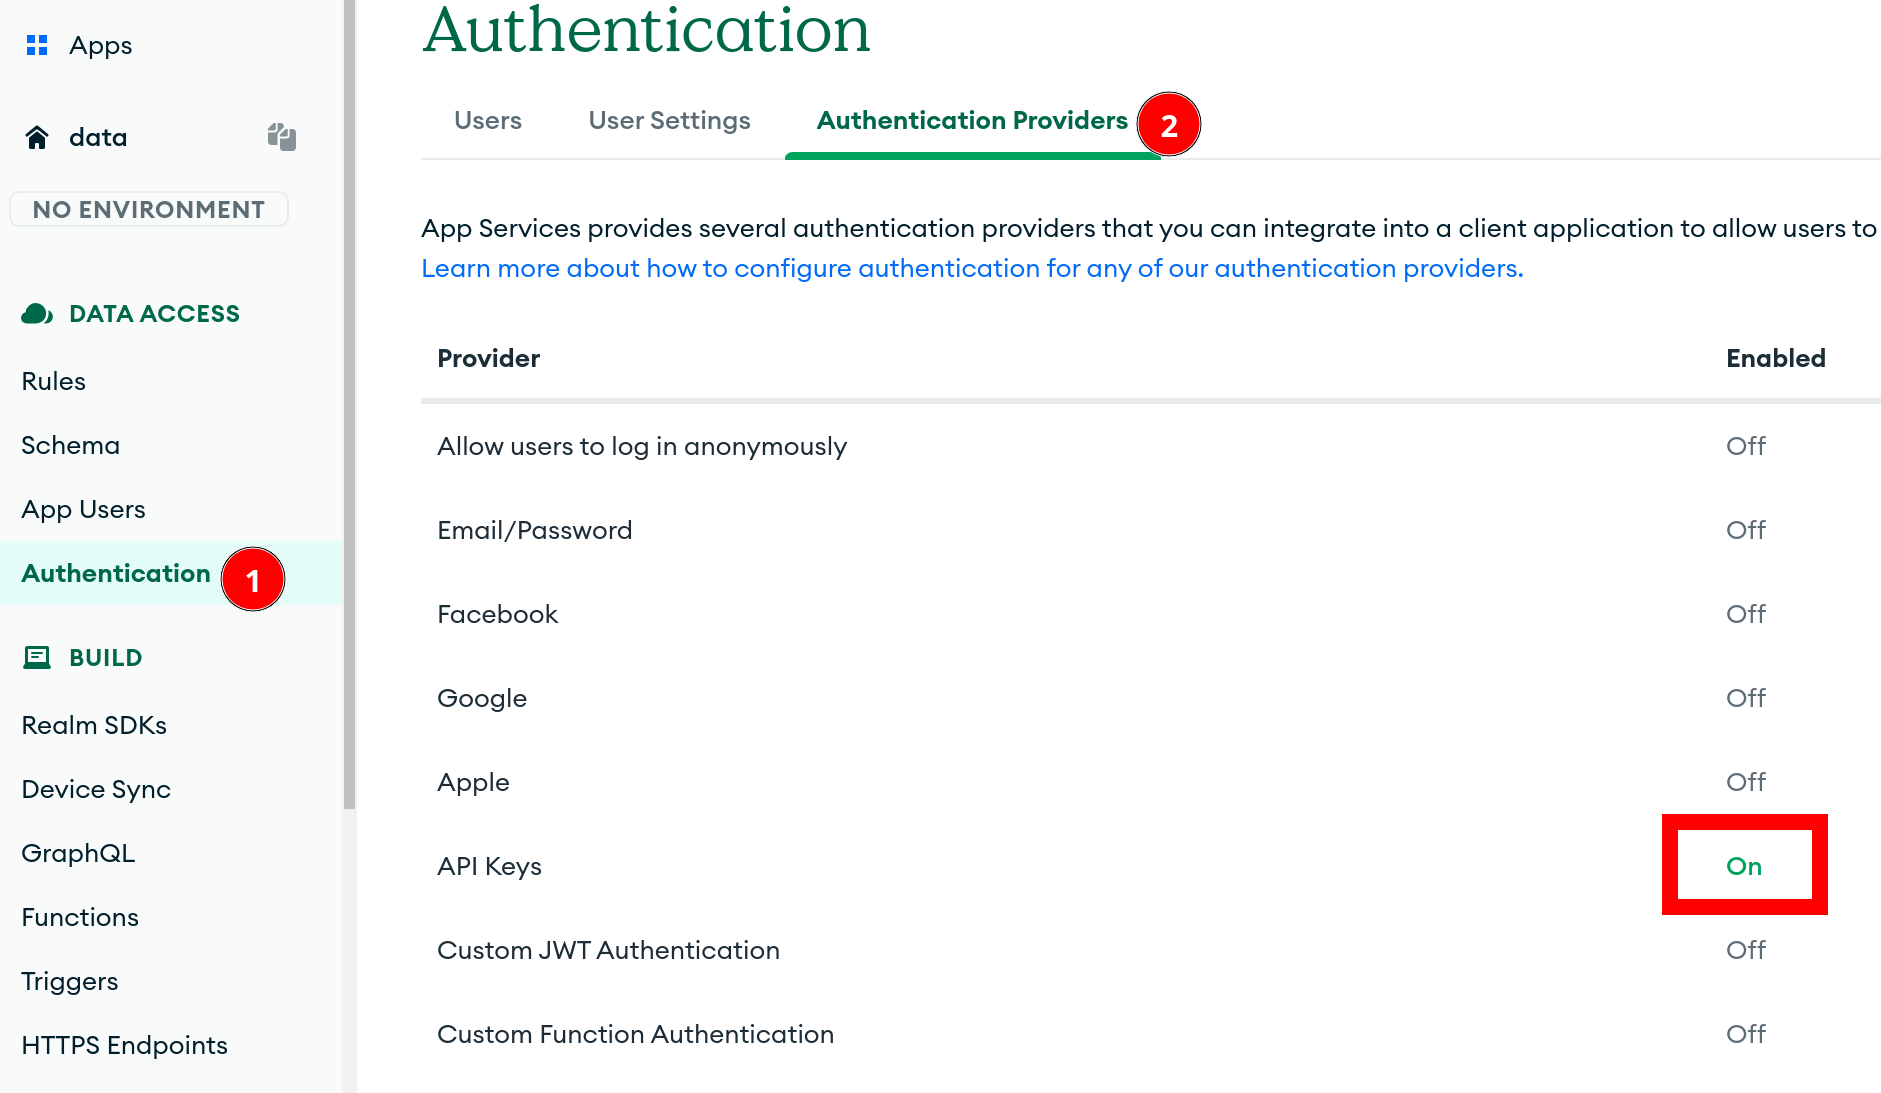 Apps
data
NO ENVIRONMENT
DATA ACCESS
Rules
Schema
App Users
Authentication 1
BUILD
Realm SDKs
Device Sync
GraphQL
Functions
Triggers
HTTPS Endpoints
Authentication
Users User Settings Authentication Providers 2
App Services provides several authentication providers that you can integrate into a client application to allow users to
Learn more about how to configure authentication for any of our authentication providers.
Provider Enabled
Allow users to log in anonymously Off
Email/Password Off
Facebook Off
Google Off
Apple Off
API Keys On
Custom JWT Authentication Off
Custom Function Authentication Off